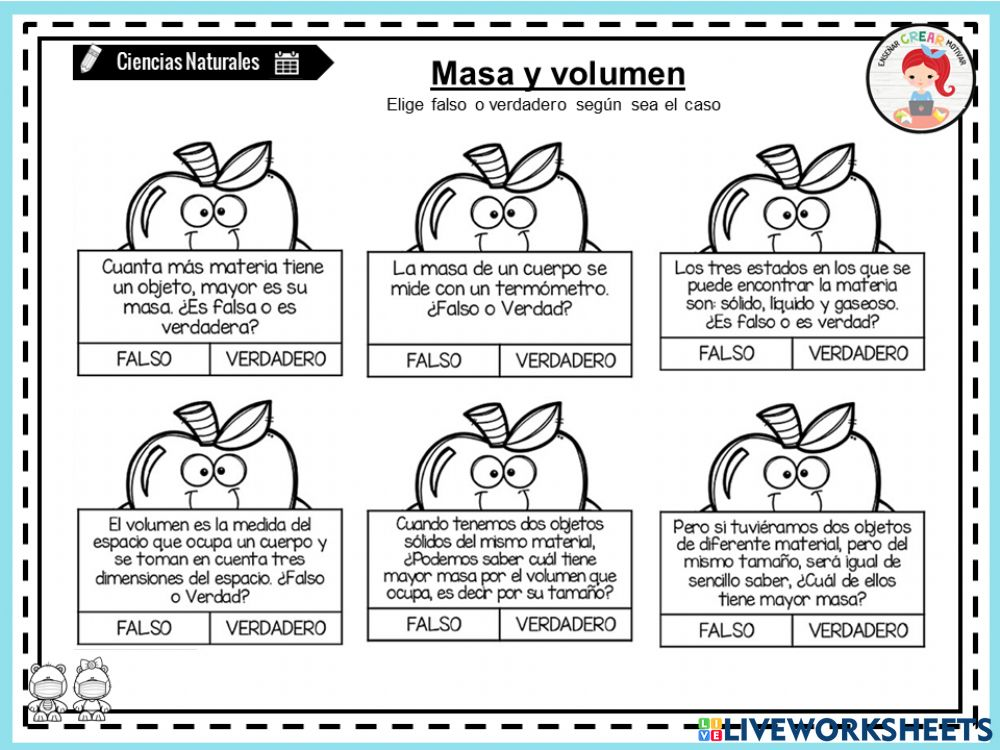 Ciencias Naturales
ENSEÑAR CREAR MOTIVAR
Masa y volumen
Elige falso o verdadero según sea el caso
Cuanta más materia tiene
un objeto, mayor es su
masa. ¿Es falsa o es
verdadera?
FALSO VERDADERO
La masa de un cuerpo se
mide con un termómetro.
¿Falso o Verdad?
FALSO VERDADERO
Los tres estados en los que se
puede encontrar la materia
son: sólido, líquido y gaseoso.
¿Es falso o es verdad?
FALSO VERDADERO
El volumen es la medida del
espacio que ocupa un cuerpo y
se toman en cuenta tres
dimensiones del espacio. ¿Falso
o Verdad?
FALSO VERDADERO
Cuando tenemos dos objetos
sólidos del mismo material,
¿Podemos saber cuál tiene
mayor masa por el volumen que
ocupa, es decir por su tamaño?
FALSO VERDADERO
Pero si tuviéramos dos objetos
de diferente material, pero del
mismo tamaño, será igual de
sencillo saber, ¿Cuál de ellos
tiene mayor masa?
FALSO VERDADERO
LIVE LIVEWORKSHEETS